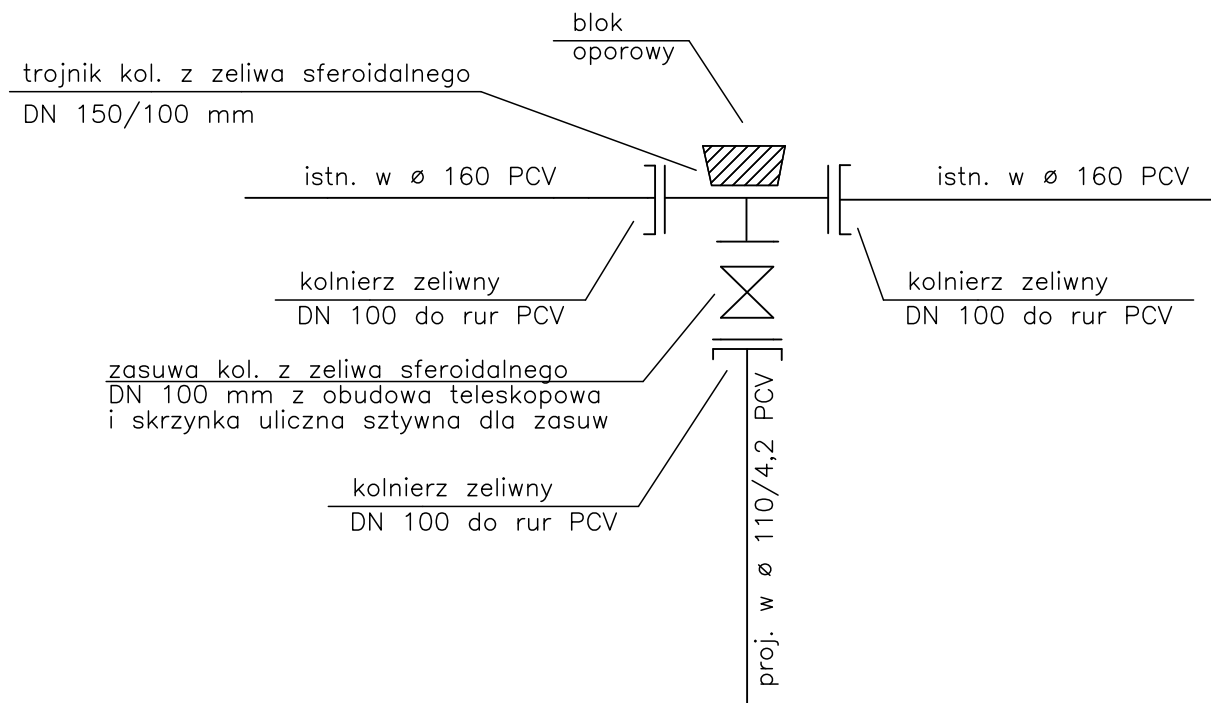 blok
oporowy
trojnik kol. z zeliwa sferoidalnego
DN 150/100 mm
istn. w ø 160 PCV
istn. w ø 160 PCV
kolnierz zeliwny
DN 100 do rur PCV
kolnierz zeliwny
DN 100 do rur PCV
zasuwa kol. z zeliwa sferoidalnego
DN 100 mm z obudowa teleskopowa
i skrzynka uliczna sztywna dla zasuw
kolnierz zeliwny
DN 100 do rur PCV
proj. w ø 110/4,2 PCV